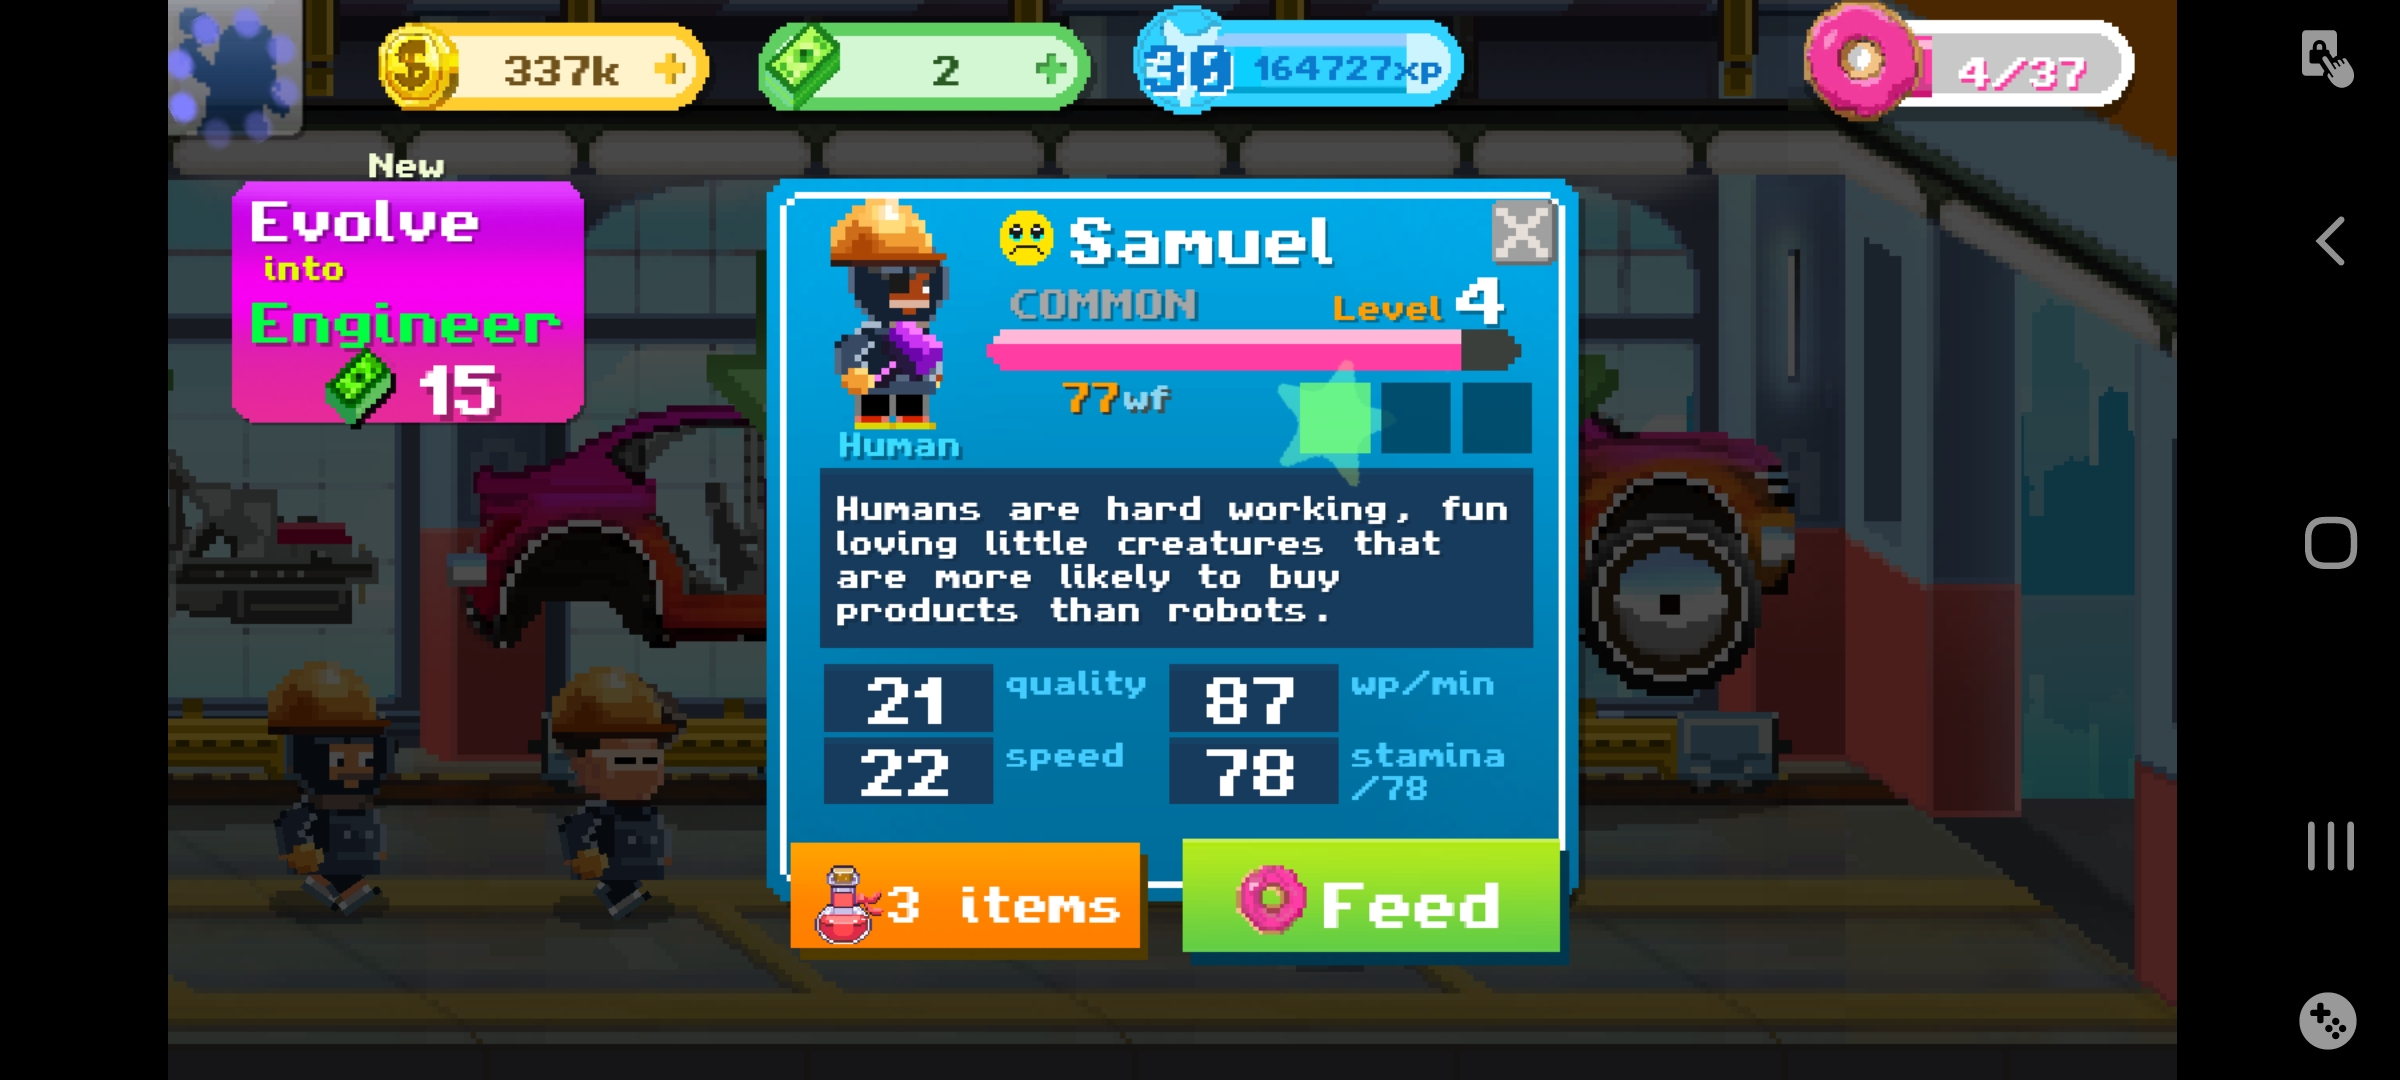 337k
2
30 164727xp
4/37
New
Evolve
into
Engineer
15
Samuel
COMMON Level 4
77wf
Human
Humans are hard working, fun
loving little creatures that
are more likely to buy
products than robots.
21 quality 87 wp/min
22 speed 78 stamina
/78
3 items
Feed